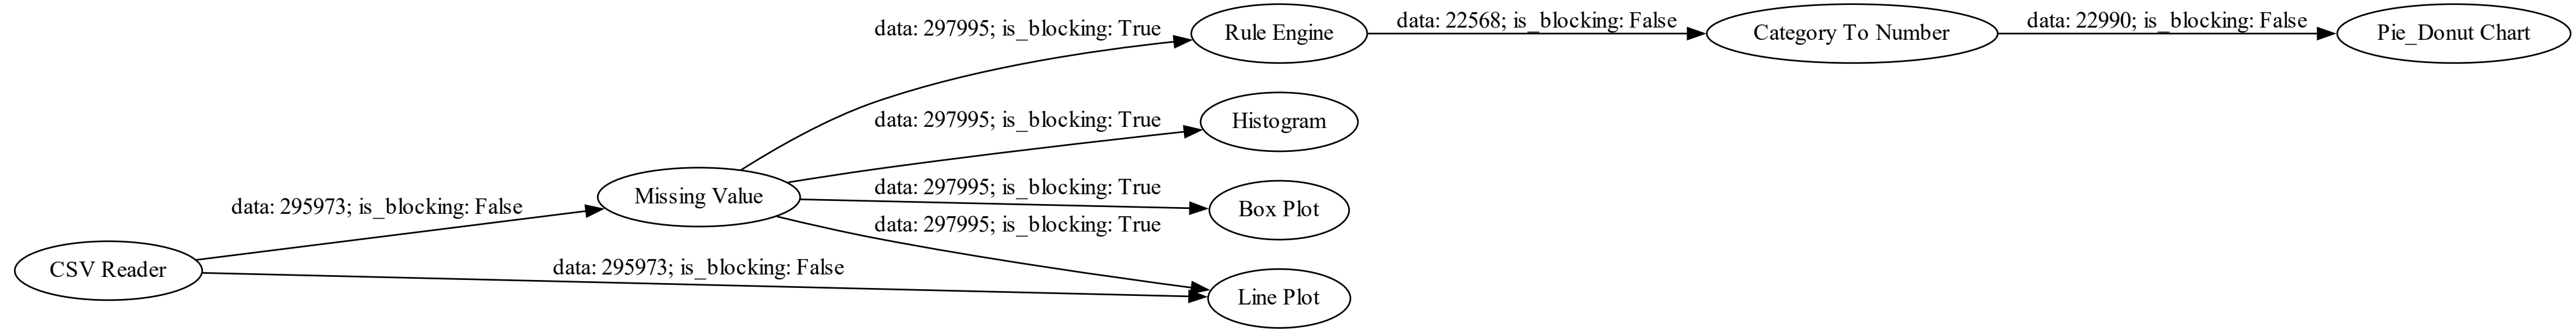 data: 297995; is_blocking: True
Rule Engine
data: 22568; is_blocking: False
Category To Number
data: 22990; is_blocking: False
Pie_Donut Chart
data: 297995; is_blocking: True
Histogram
Missing Value
data: 297995; is_blocking: True
Box Plot
data: 295973; is_blocking: False
data: 297995; is_blocking: True
CSV Reader
data: 295973; is_blocking: False
Line Plot